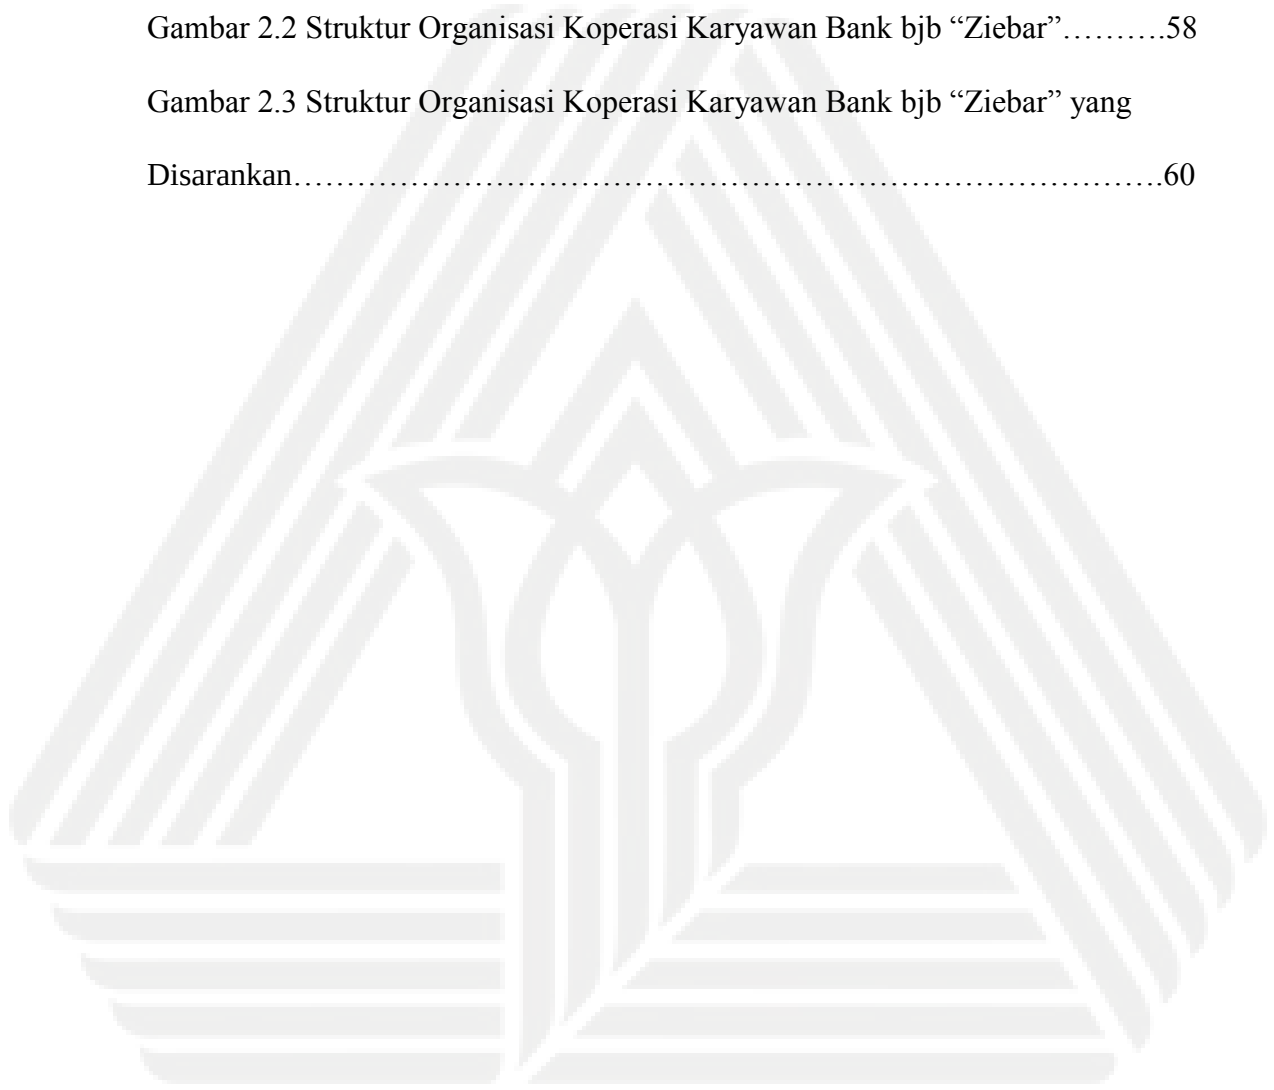 Gambar 2.2 Struktur Organisasi Koperasi Karyawan Bank bjb “Ziebar”……….58
Gambar 2.3 Struktur Organisasi Koperasi Karyawan Bank bjb “Ziebar” yang
Disarankan……………………………………………………………………….60